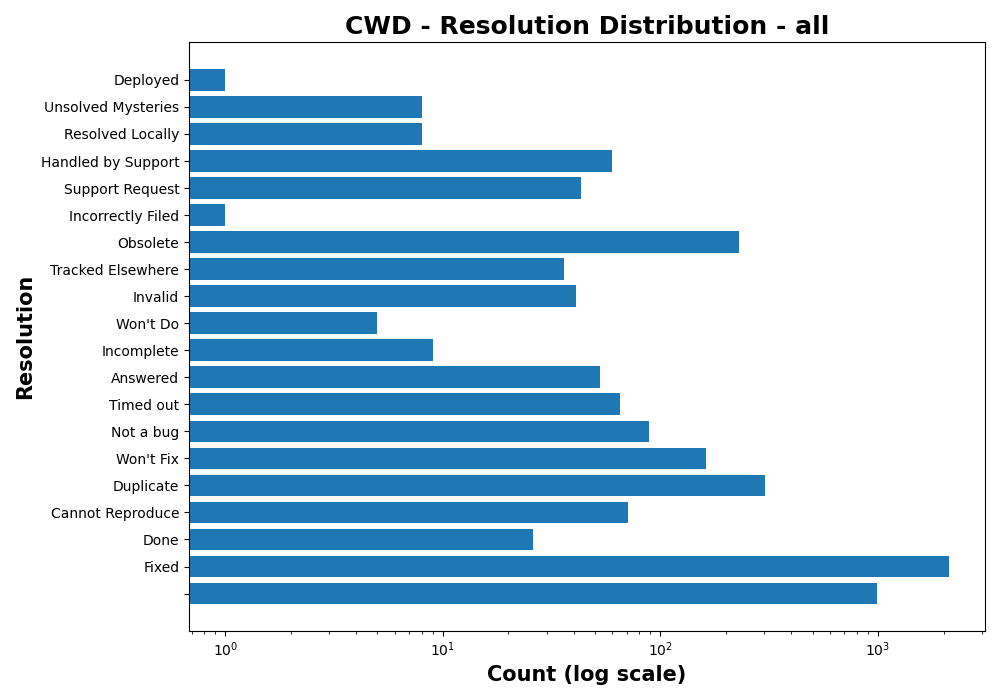 CWD - Resolution Distribution - all
Resolution
Deployed
Unsolved Mysteries
Resolved Locally
Handled by Support
Support Request
Incorrectly Filed
Obsolete
Tracked Elsewhere
Invalid
Won't Do
Incomplete
Answered
Timed out
Not a bug
Won't Fix
Duplicate
Cannot Reproduce
Done
Fixed
10⁰ 10¹ 10² 10³
Count (log scale)